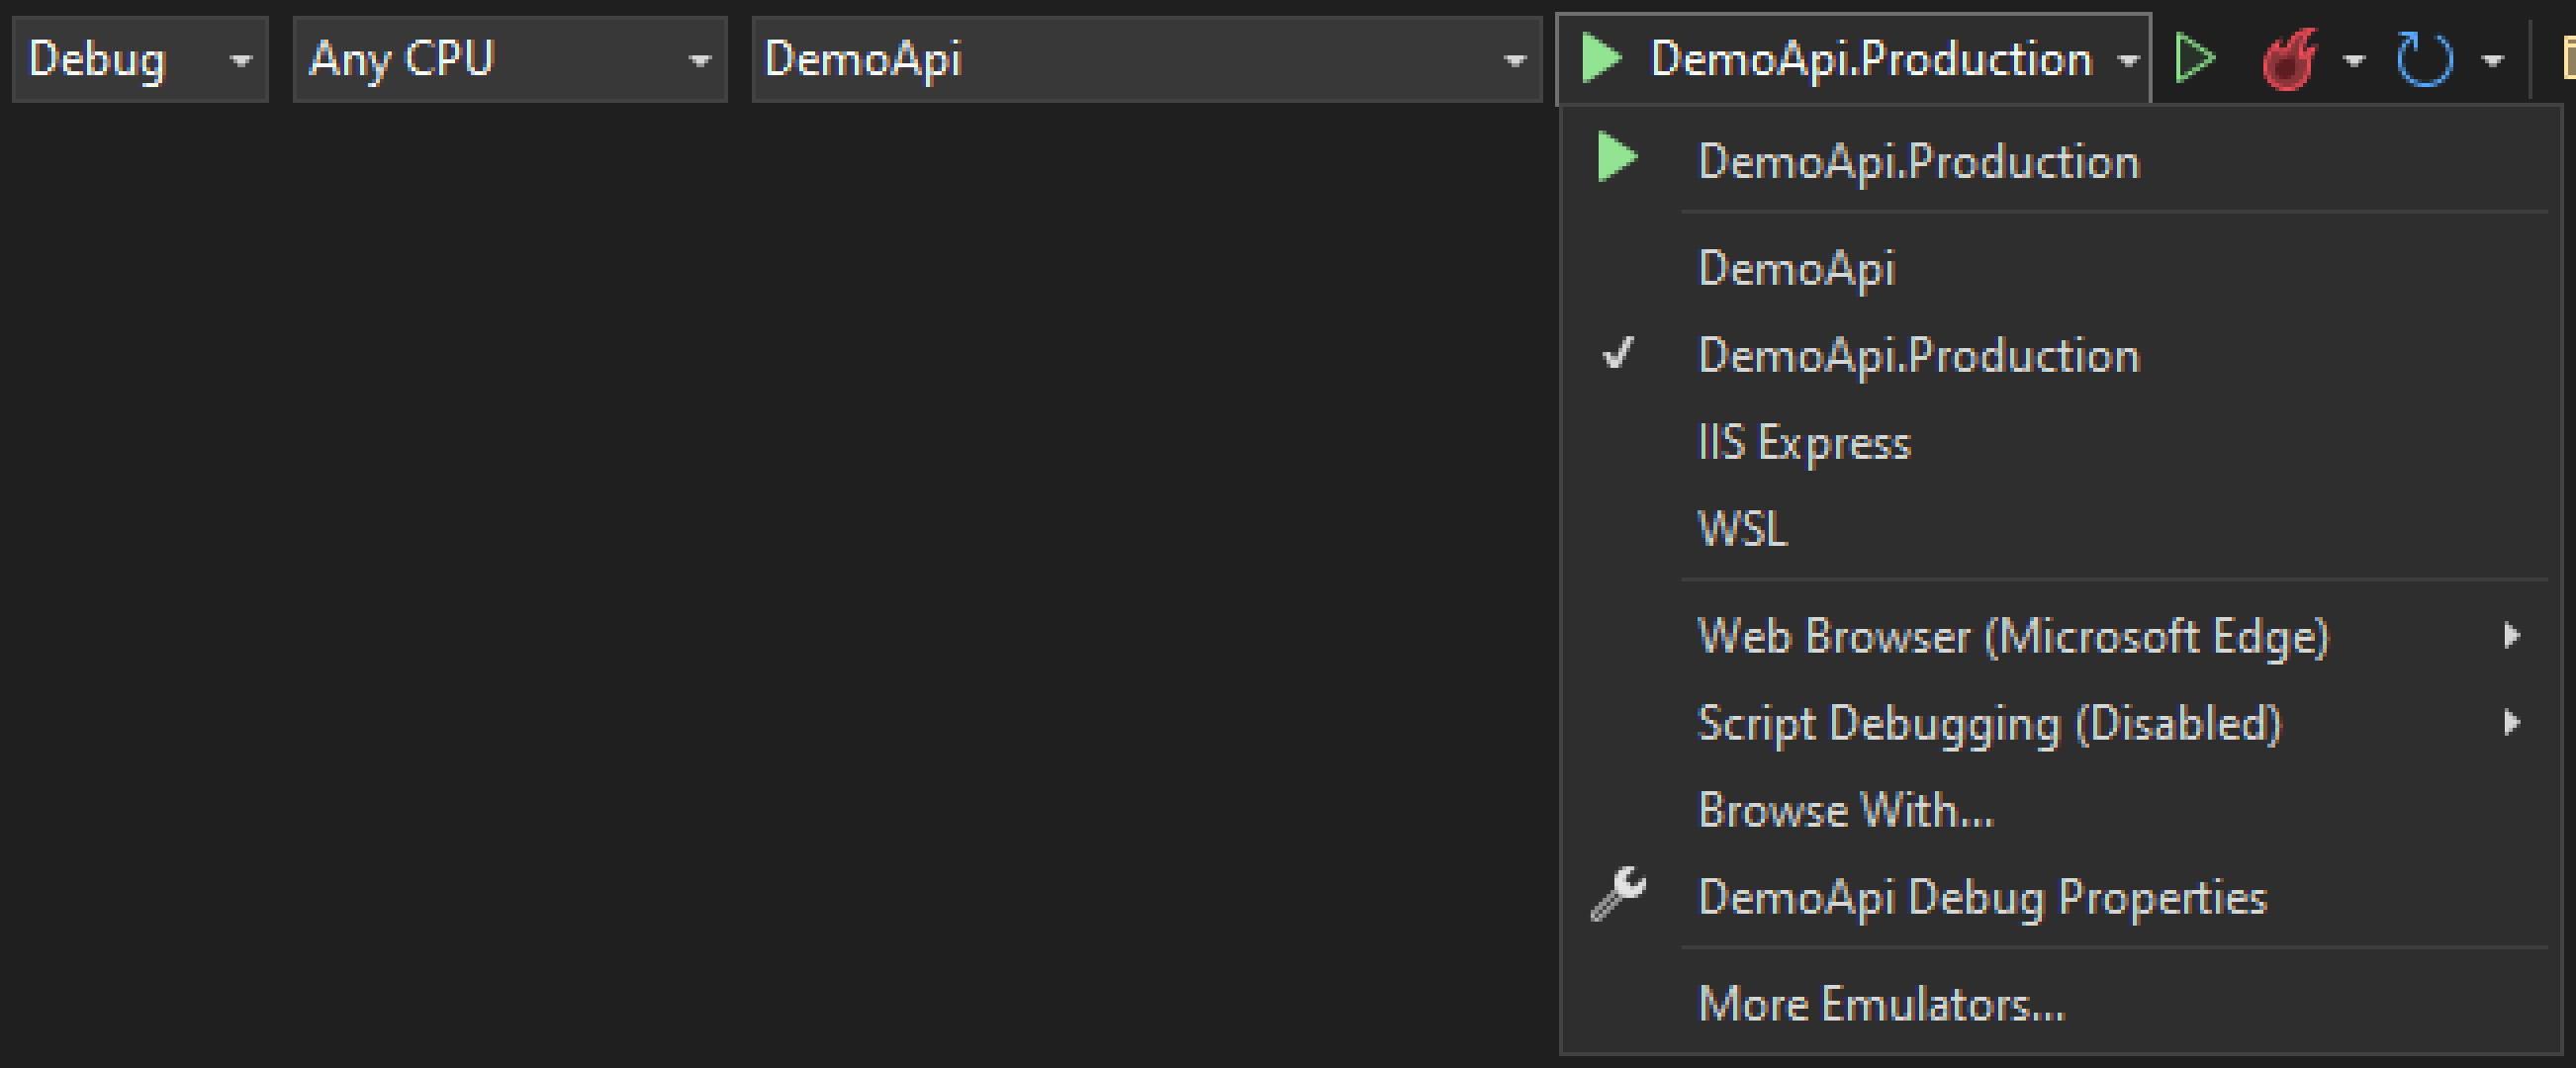 Debug Any CPU DemoApi DemoApi.Production
DemoApi.Production
DemoApi
DemoApi.Production
IIS Express
WSL
Web Browser (Microsoft Edge)
Script Debugging (Disabled)
Browse With...
DemoApi Debug Properties
More Emulators...